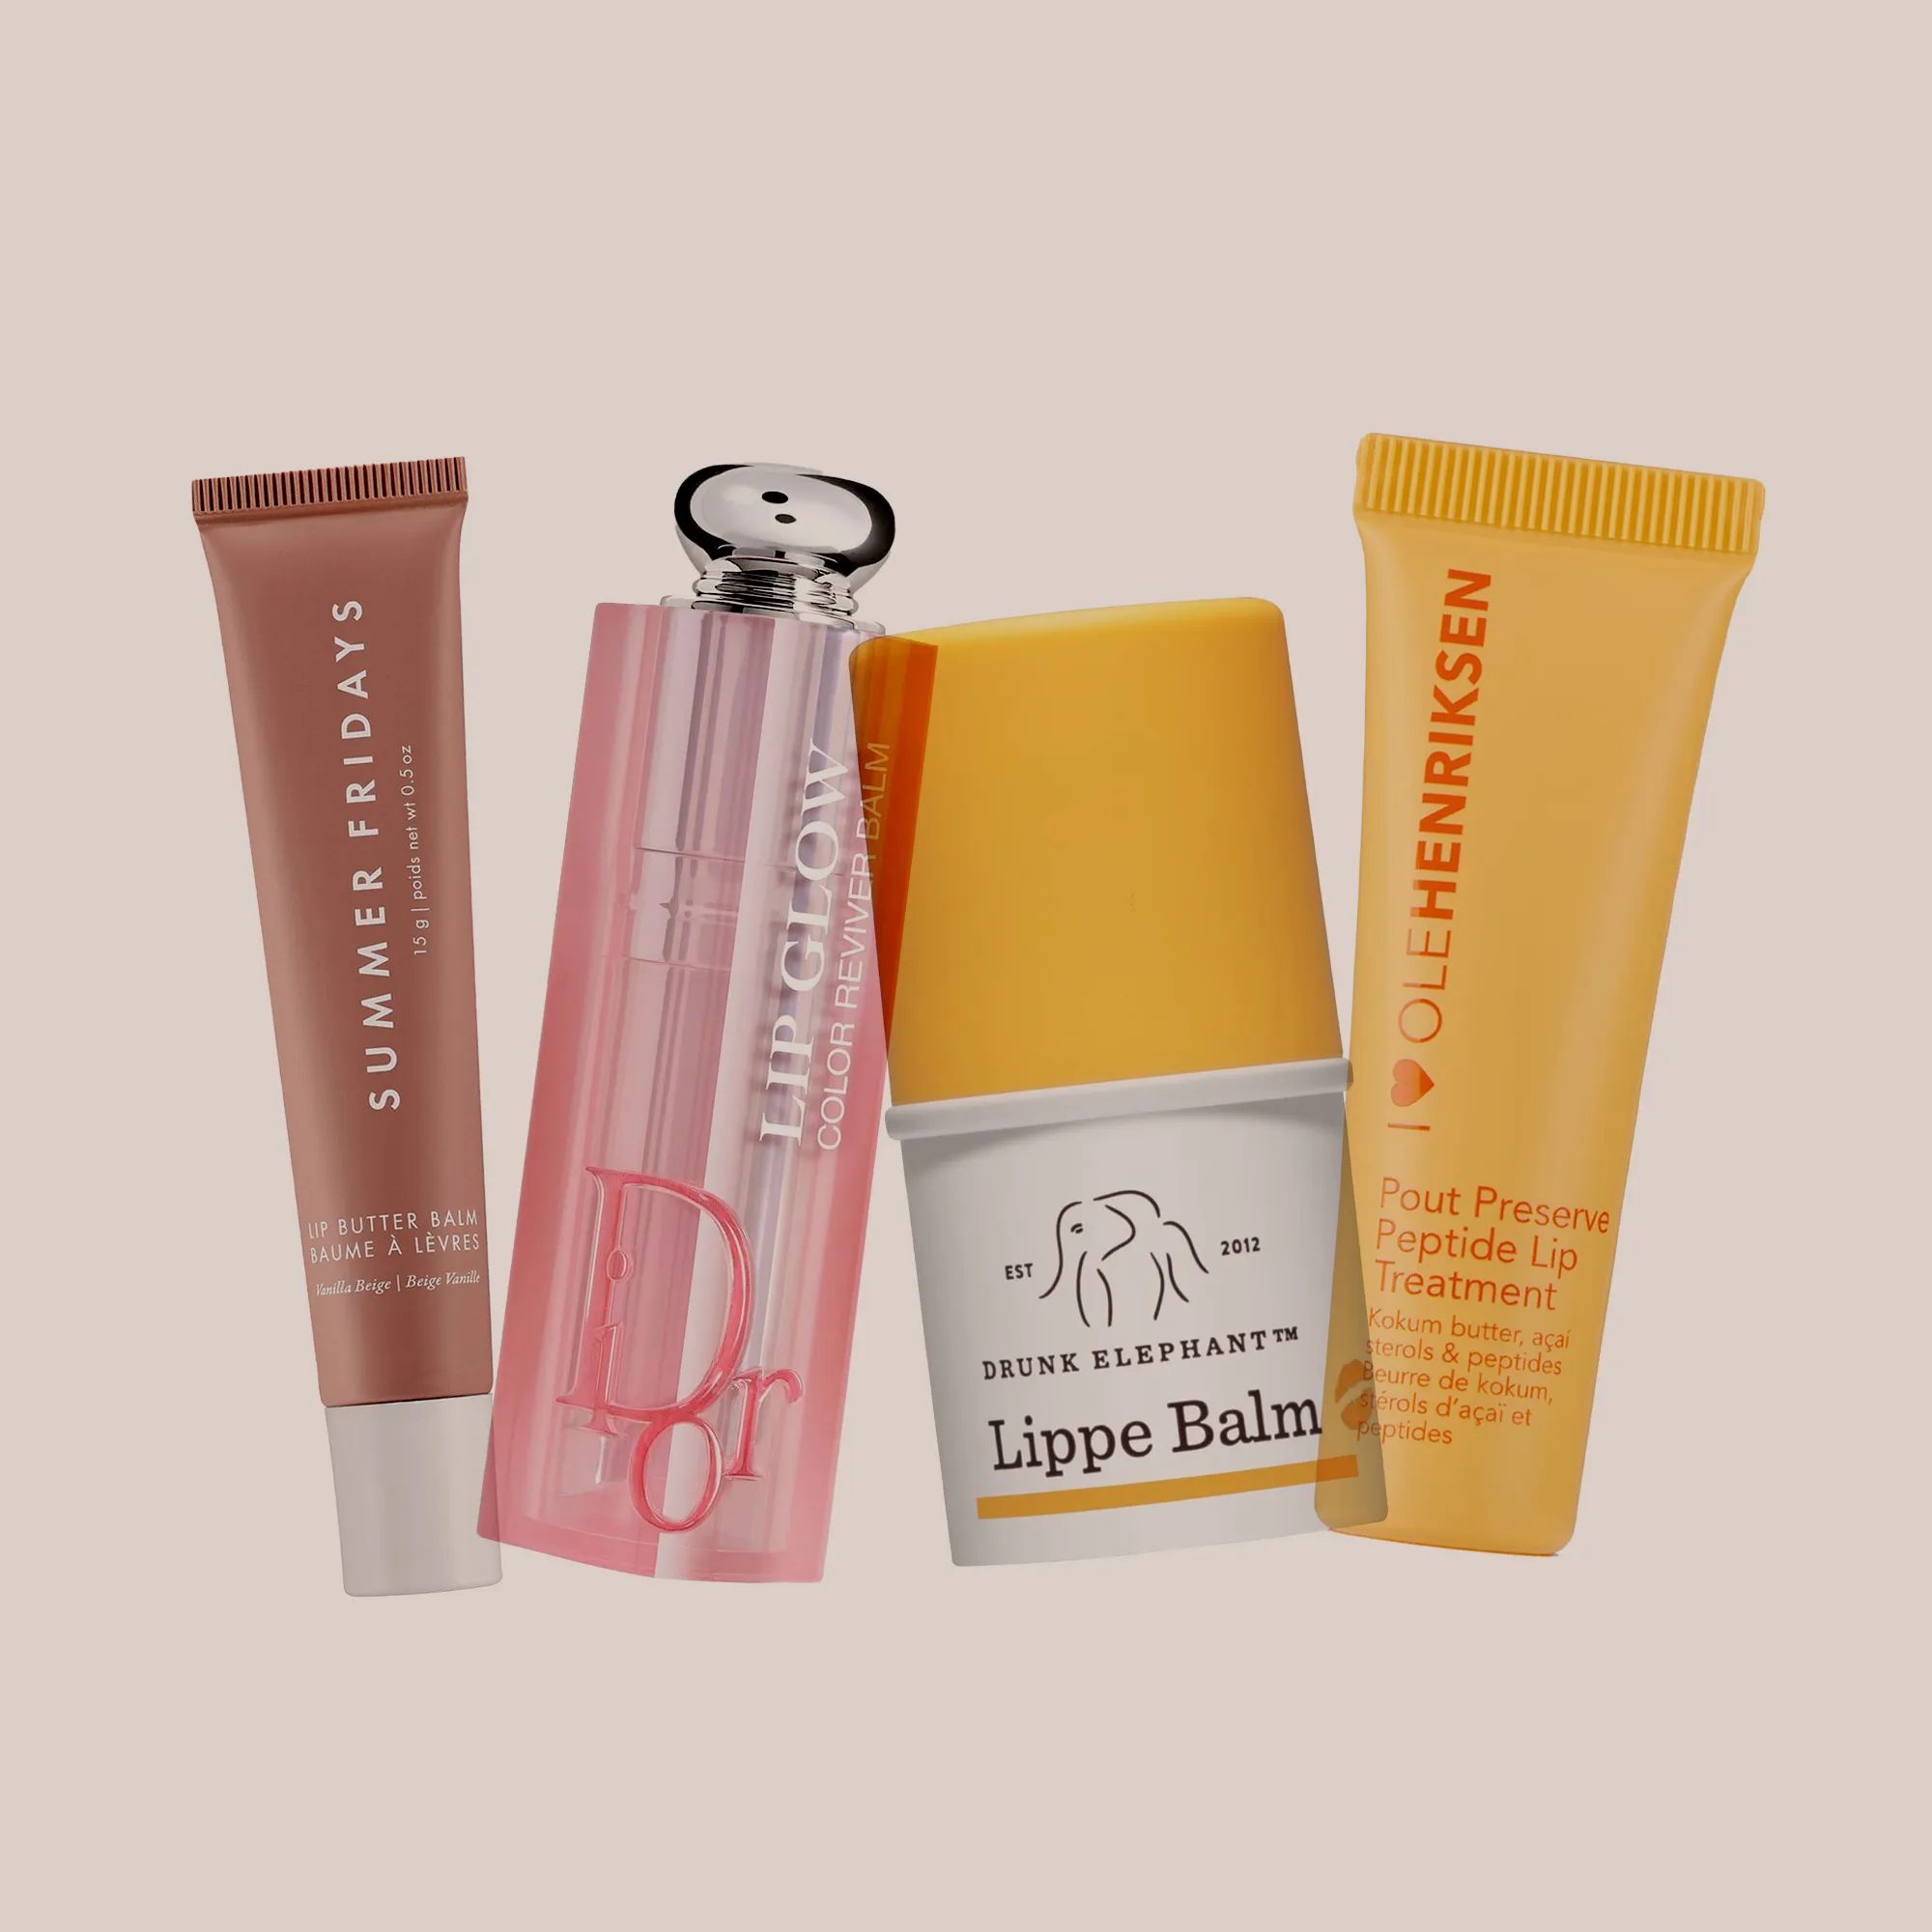 SUMMER FRIDAYS
15 g | poids net wt 0.5 oz
LIP BUTTER BALM
BAUME À LÈVRES
Vanilla Beige | Beige Vanille
LIP GLOW
COLOR REVIVER BALM
Dior
EST
2012
DRUNK ELEPHANT™
Lippe Balm
I ♥ OLEHENRIKSEN
Pout Preserve
Peptide Lip
Treatment
Kokum butter, açaí
sterols & peptides
Beurre de kokum,
stérols d'açaï et
peptides